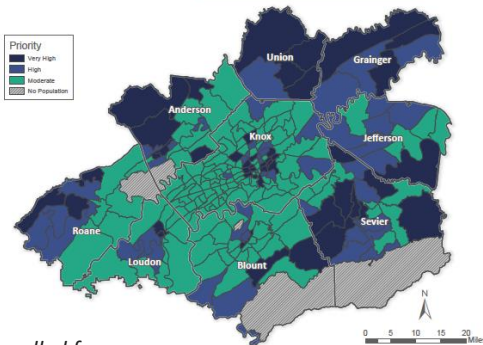 Priority
Very High
High
Moderate
No Population
Union
Grainger
Anderson
Knox
Jefferson
Roane
Sevier
Loudon
Blount
N
0 5 10 15 20
Miles